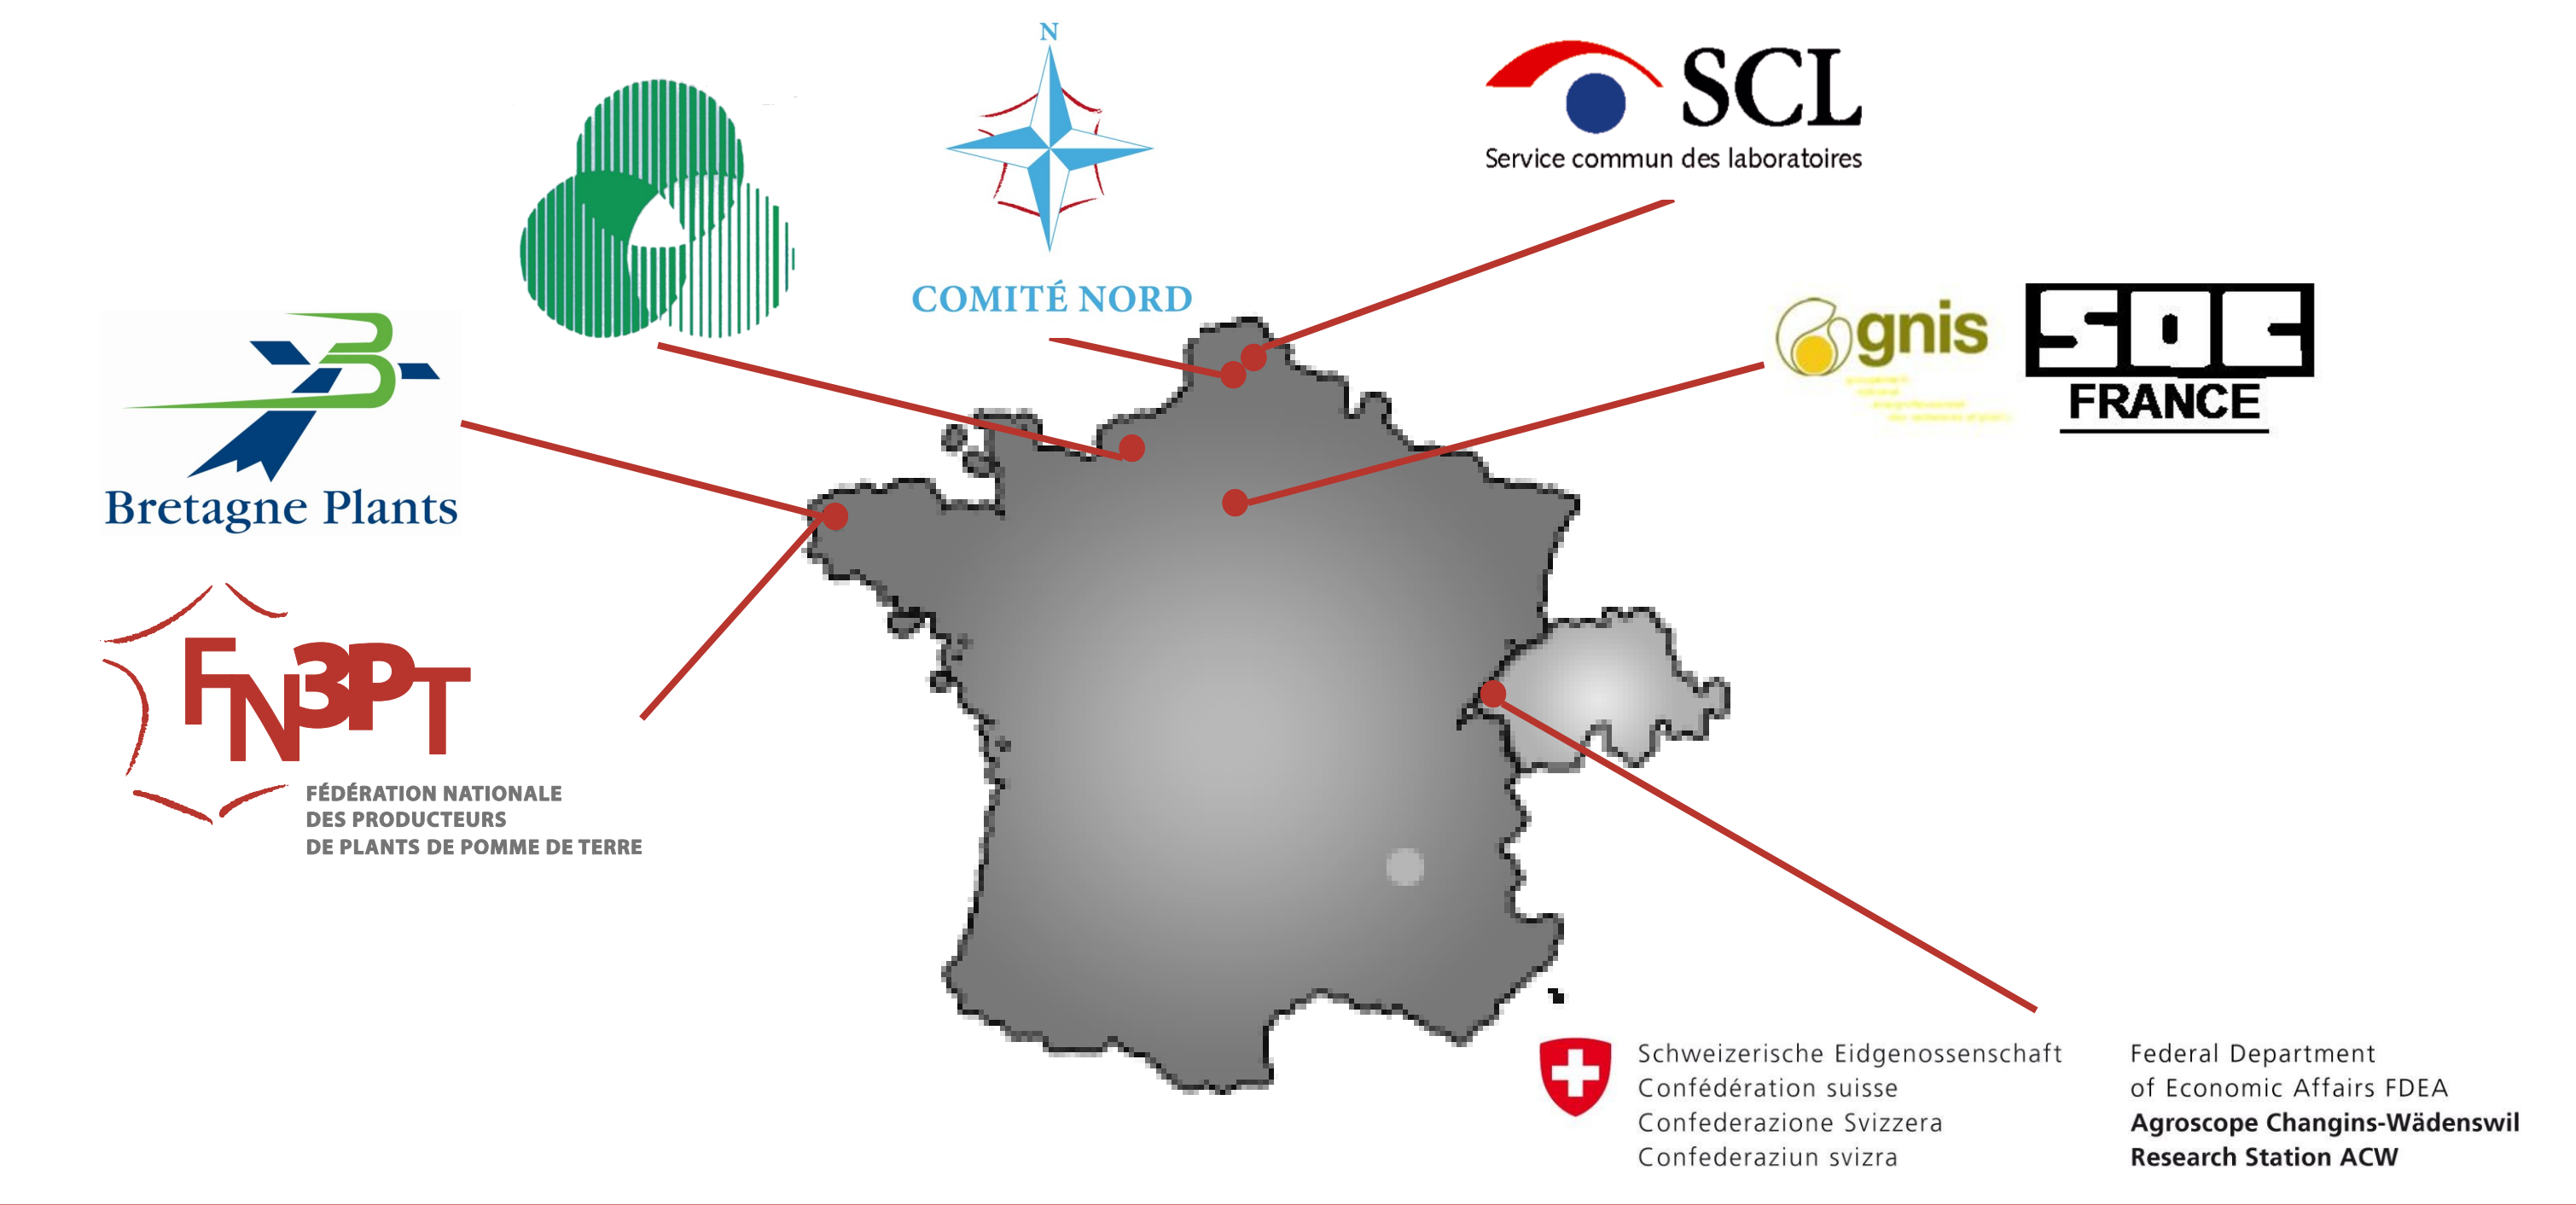 N
COMITÉ NORD
SCL
Service commun des laboratoires
gnis
SOC
FRANCE
Bretagne Plants
FN3PT
FÉDÉRATION NATIONALE
DES PRODUCTEURS
DE PLANTS DE POMME DE TERRE
Schweizerische Eidgenossenschaft
Confédération suisse
Confederazione Svizzera
Confederaziun svizra
Federal Department
of Economic Affairs FDEA
Agroscope Changins-Wädenswil
Research Station ACW